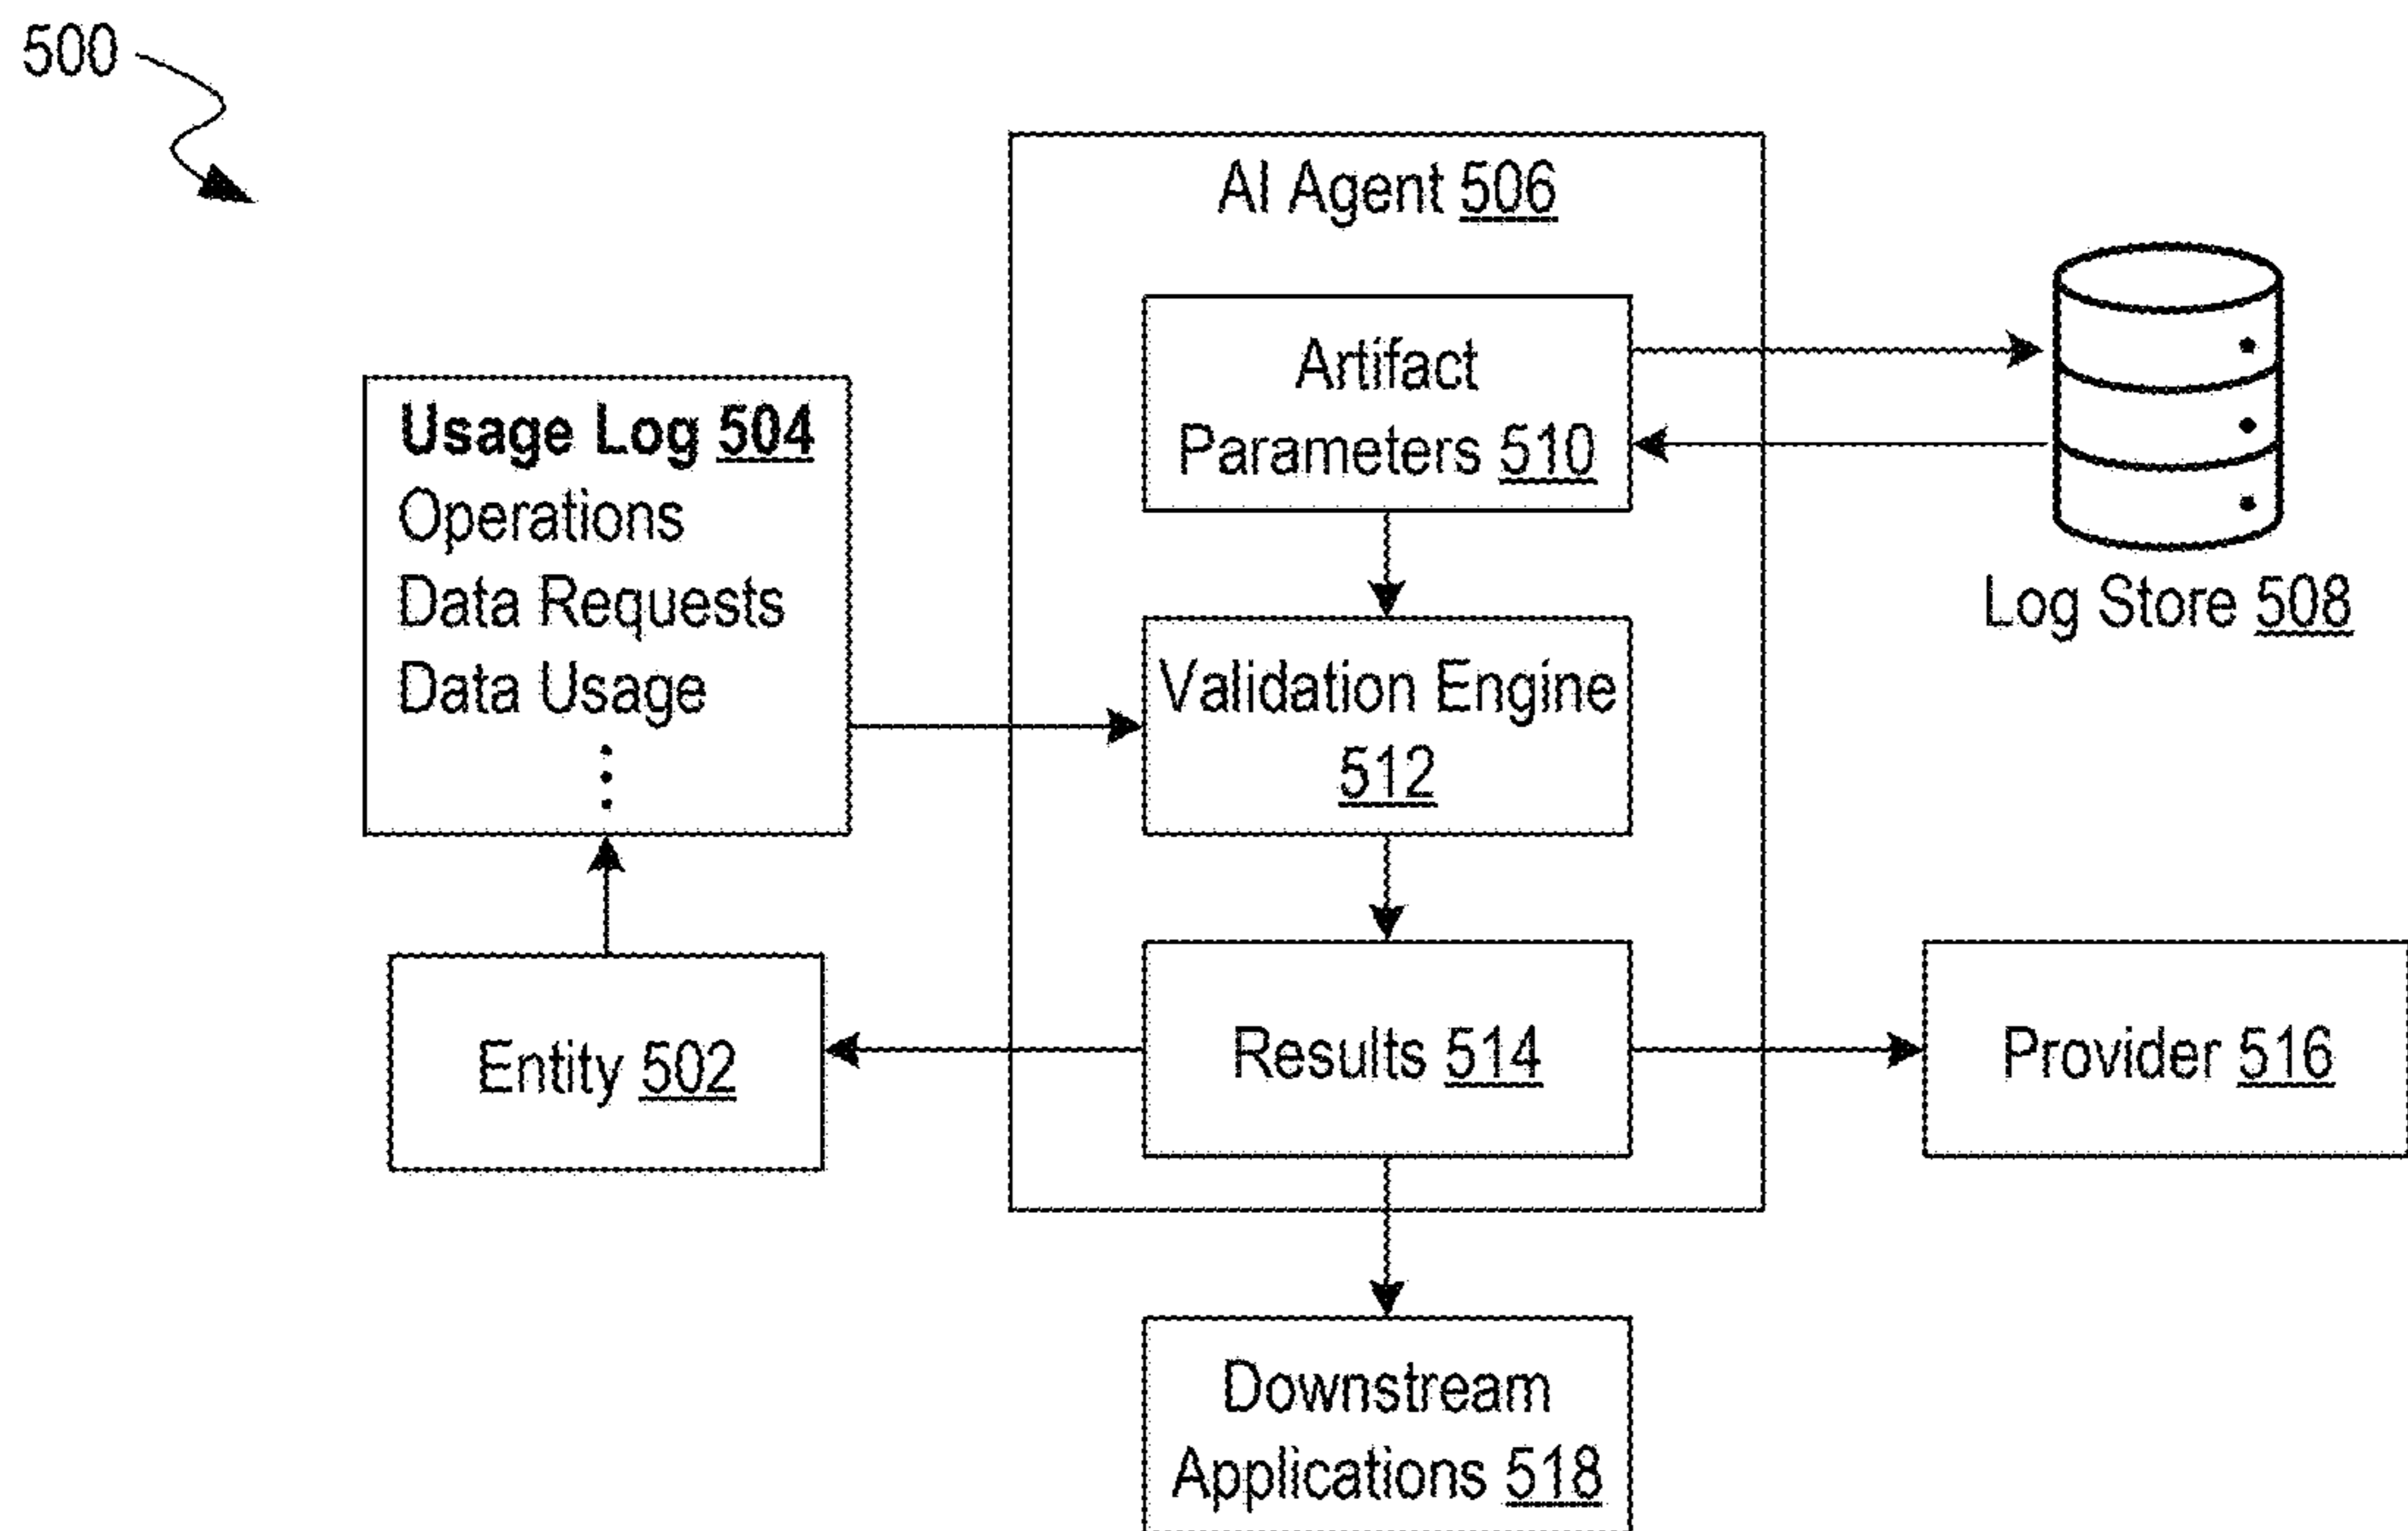 500
AI Agent 506
Artifact
Parameters 510
Log Store 508
Usage Log 504
Operations
Data Requests
Data Usage
Validation Engine
512
Entity 502
Results 514
Provider 516
Downstream
Applications 518